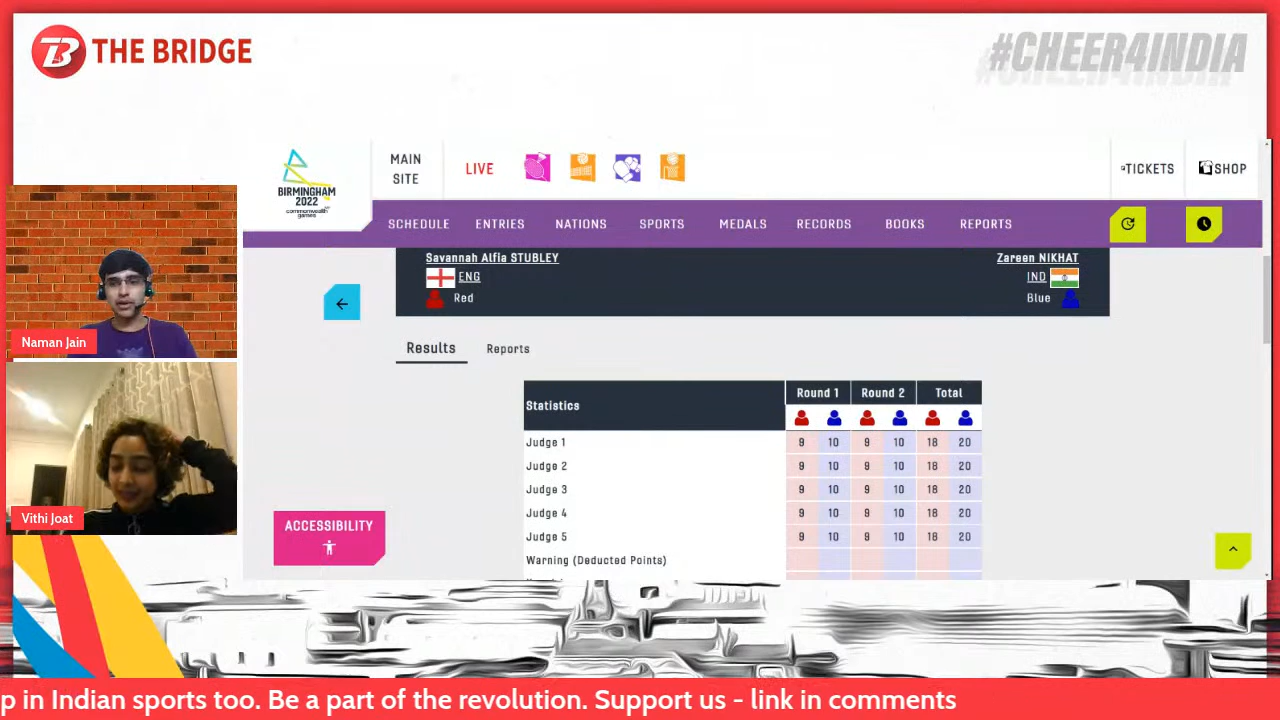 THE BRIDGE
#CHEER4INDIA
BIRMINGHAM
2022
commonwealth
games
MAIN
SITE
LIVE
TICKETS
SHOP
SCHEDULE ENTRIES NATIONS SPORTS MEDALS RECORDS BOOKS REPORTS
Savannah Alfia STUBLEY
Zareen NIKHAT
ENG
IND
Red
Blue
Results
Reports
Statistics
Round 1 Round 2 Total
Judge 1 9 10 9 10 18 20
Judge 2 9 10 9 10 18 20
Judge 3 9 10 9 10 18 20
Judge 4 9 10 9 10 18 20
Judge 5 9 10 9 10 18 20
Warning (Deducted Points)
Naman Jain
Vithi Joat
ACCESSIBILITY
p in Indian sports too. Be a part of the revolution. Support us - link in comments